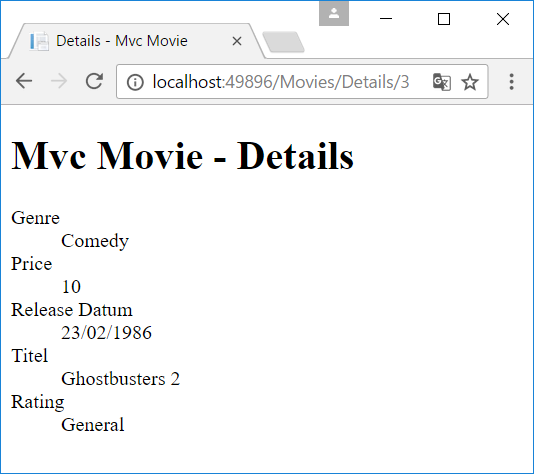 Details - Mvc Movie
localhost:49896/Movies/Details/3
Mvc Movie - Details
Genre
Comedy
Price
10
Release Datum
23/02/1986
Titel
Ghostbusters 2
Rating
General